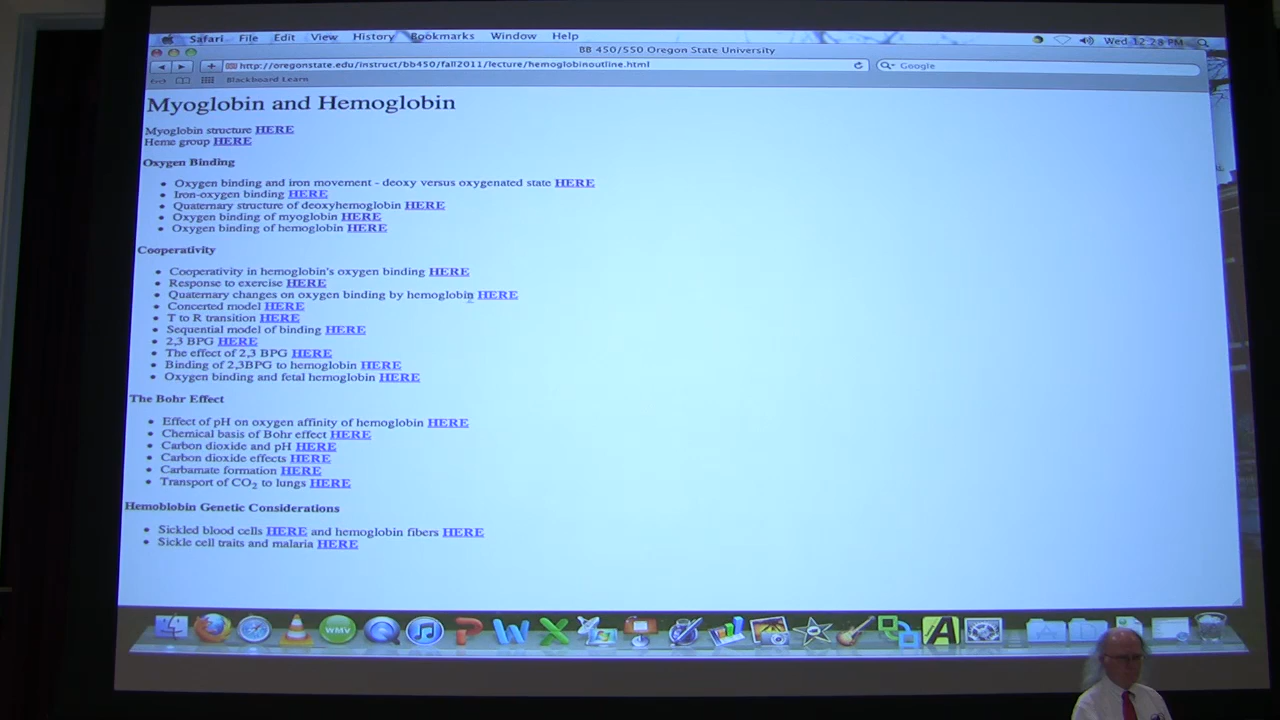 Safari File Edit View History Bookmarks Window Help Wed 12:28 PM
BB 450/550 Oregon State University
http://oregonstate.edu/instruct/bb450/fall2011/lecture/hemoglobinoutline.html Google
Blackboard Learn
Myoglobin and Hemoglobin
Myoglobin structure HERE
Heme group HERE
Oxygen Binding
• Oxygen binding and iron movement - deoxy versus oxygenated state HERE
• Iron-oxygen binding HERE
• Quaternary structure of deoxyhemoglobin HERE
• Oxygen binding of myoglobin HERE
• Oxygen binding of hemoglobin HERE
Cooperativity
• Cooperativity in hemoglobin's oxygen binding HERE
• Response to exercise HERE
• Quaternary changes on oxygen binding by hemoglobin HERE
• Concerted model HERE
• T to R transition HERE
• Sequential model of binding HERE
• 2,3 BPG HERE
• The effect of 2,3 BPG HERE
• Binding of 2,3BPG to hemoglobin HERE
• Oxygen binding and fetal hemoglobin HERE
The Bohr Effect
• Effect of pH on oxygen affinity of hemoglobin HERE
• Chemical basis of Bohr effect HERE
• Carbon dioxide and pH HERE
• Carbon dioxide effects HERE
• Carbamate formation HERE
• Transport of CO₂ to lungs HERE
Hemoblobin Genetic Considerations
• Sickled blood cells HERE and hemoglobin fibers HERE
• Sickle cell traits and malaria HERE
WMV